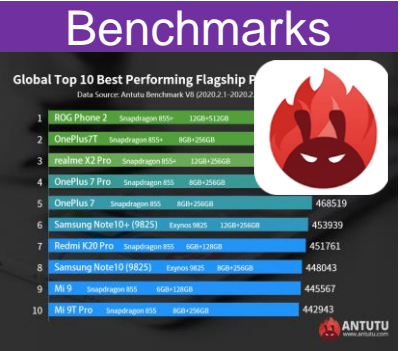 Benchmarks
Global Top 10 Best Performing Flagship P
Data Source: Antutu Benchmark V8 (2020.2.1-2020.2.
1 ROG Phone 2 Snapdragon 855+ 12GB+512GB
2 OnePlus7T Snapdragon 855+ 8GB+256GB
3 realme X2 Pro Snapdragon 855+ 12GB+256GB
4 OnePlus 7 Pro Snapdragon 855 8GB+256GB
5 OnePlus 7 Snapdragon 855 8GB+256GB 468519
6 Samsung Note10+ (9825) Exynos 9825 12GB+256GB 453939
7 Redmi K20 Pro Snapdragon 855 6GB+128GB 451761
8 Samsung Note10 (9825) Exynos 9825 8GB+256GB 448043
9 Mi 9 Snapdragon 855 6GB+128GB 445567
10 Mi 9T Pro Snapdragon 855 8GB+256GB 442943
ANTUTU
www.antutu.com